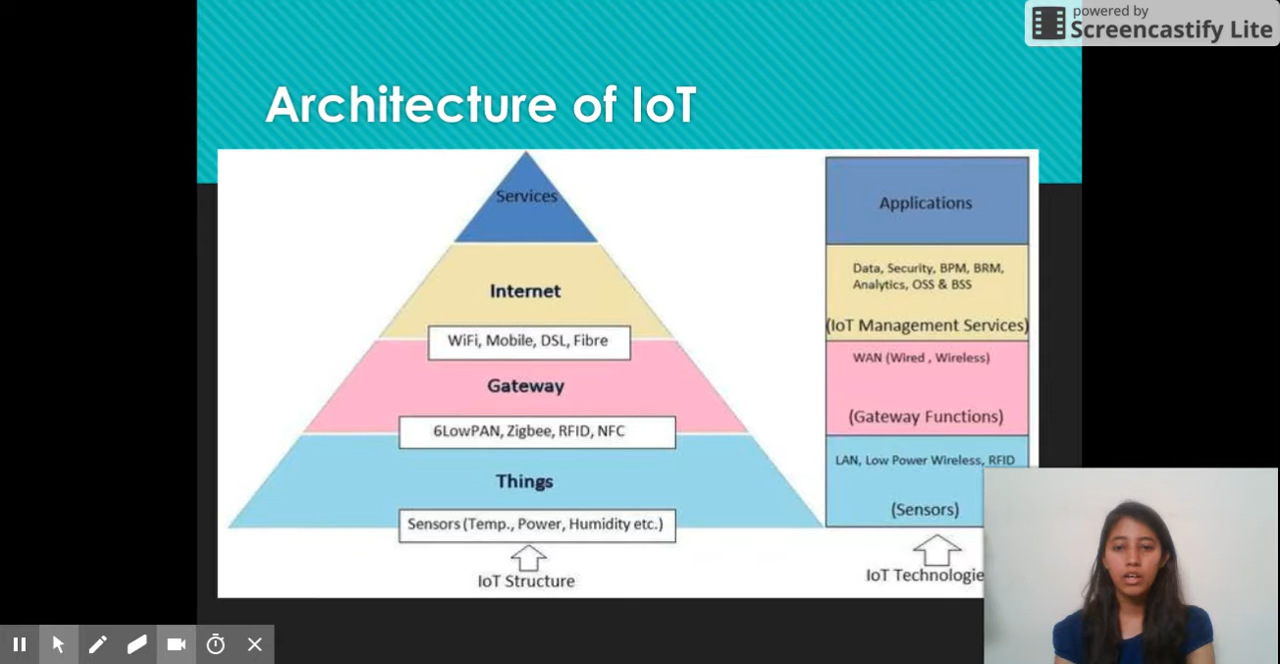 powered by
Screencastify Lite
Architecture of IoT
Services
Internet
WiFi, Mobile, DSL, Fibre
Gateway
6LowPAN, Zigbee, RFID, NFC
Things
Sensors (Temp., Power, Humidity etc.)
IoT Structure
Applications
Data, Security, BPM, BRM,
Analytics, OSS & BSS
(IoT Management Services)
WAN (Wired , Wireless)
(Gateway Functions)
LAN, Low Power Wireless, RFID
(Sensors)
IoT Technologie